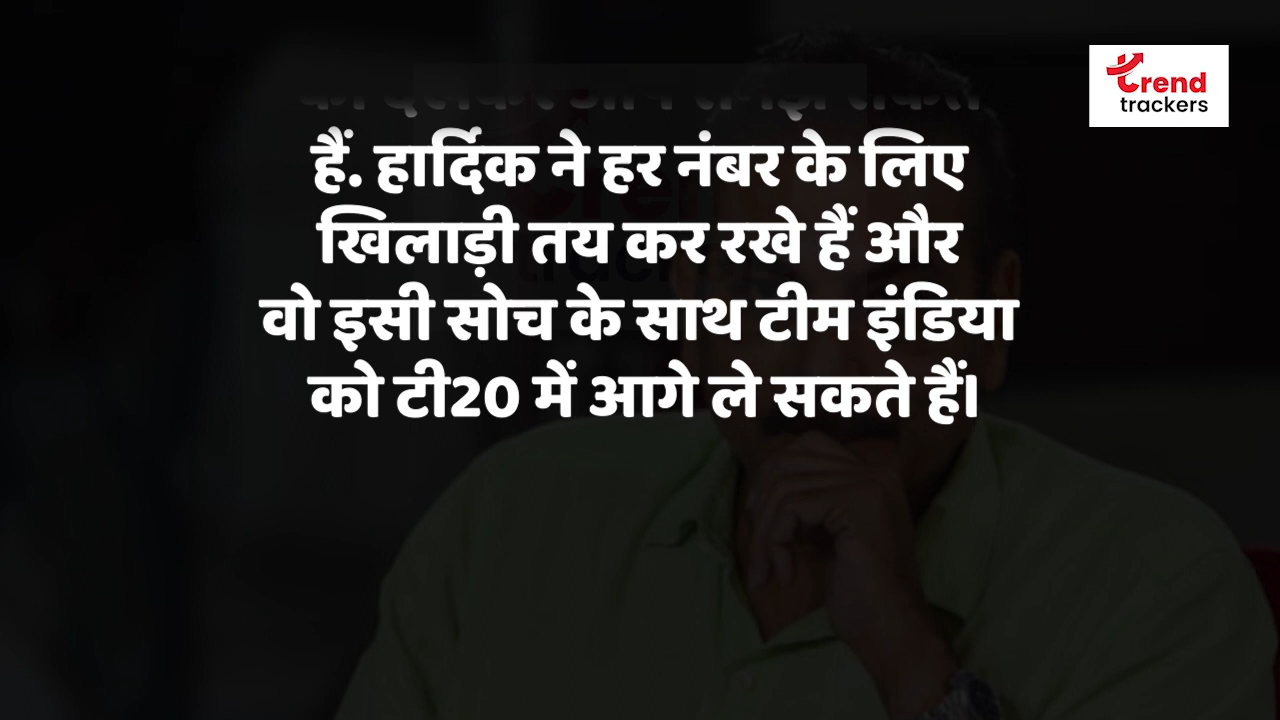 trend
trackers
हैं. हार्दिक ने हर नंबर के लिए
खिलाड़ी तय कर रखे हैं और
वो इसी सोच के साथ टीम इंडिया
को टी20 में आगे ले सकते हैं।